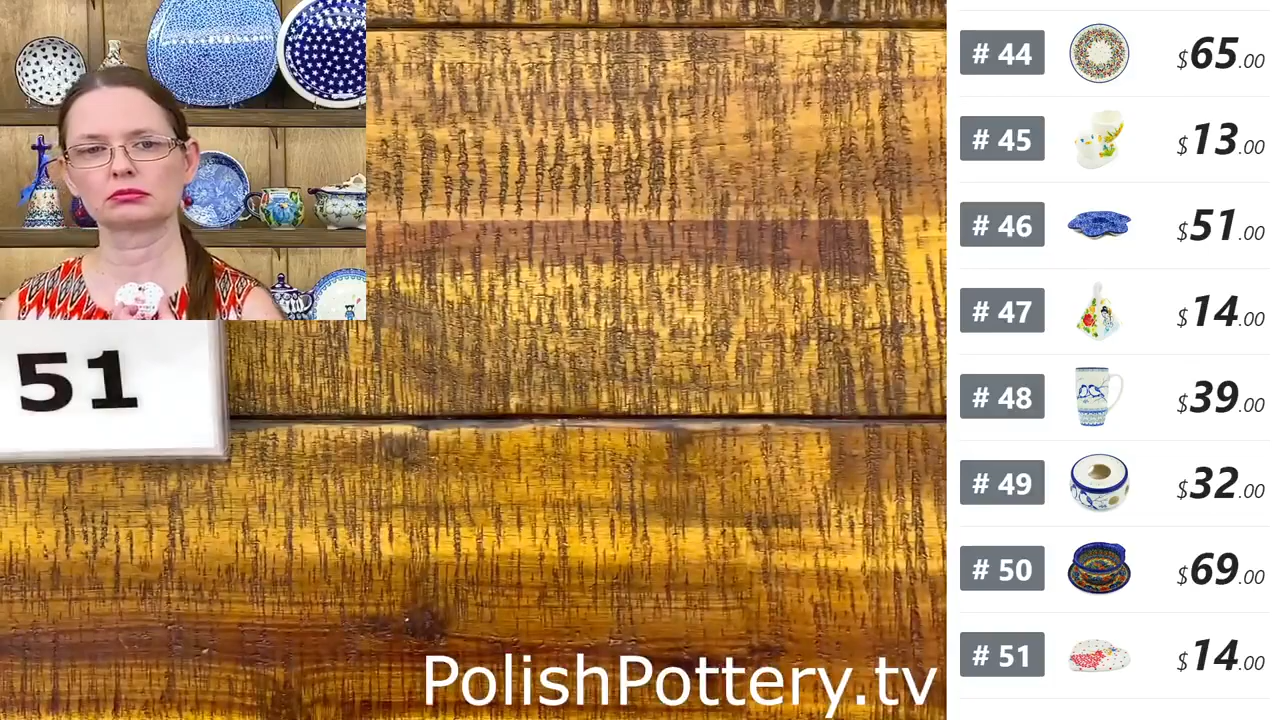 # 44 $65.00
# 45 $13.00
# 46 $51.00
# 47 $14.00
# 48 $39.00
# 49 $32.00
# 50 $69.00
# 51 $14.00
51
PolishPottery.tv